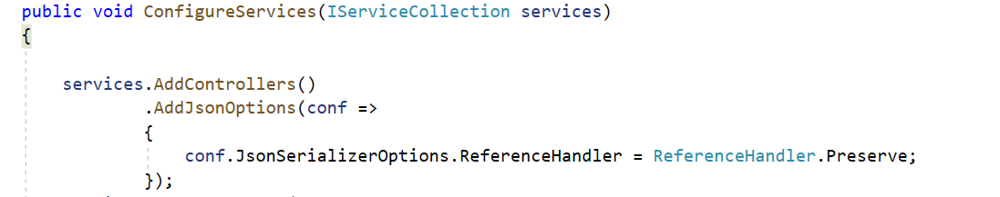 public void ConfigureServices(IServiceCollection services)
{
services.AddControllers()
.AddJsonOptions(conf =>
{
conf.JsonSerializerOptions.ReferenceHandler = ReferenceHandler.Preserve;
});